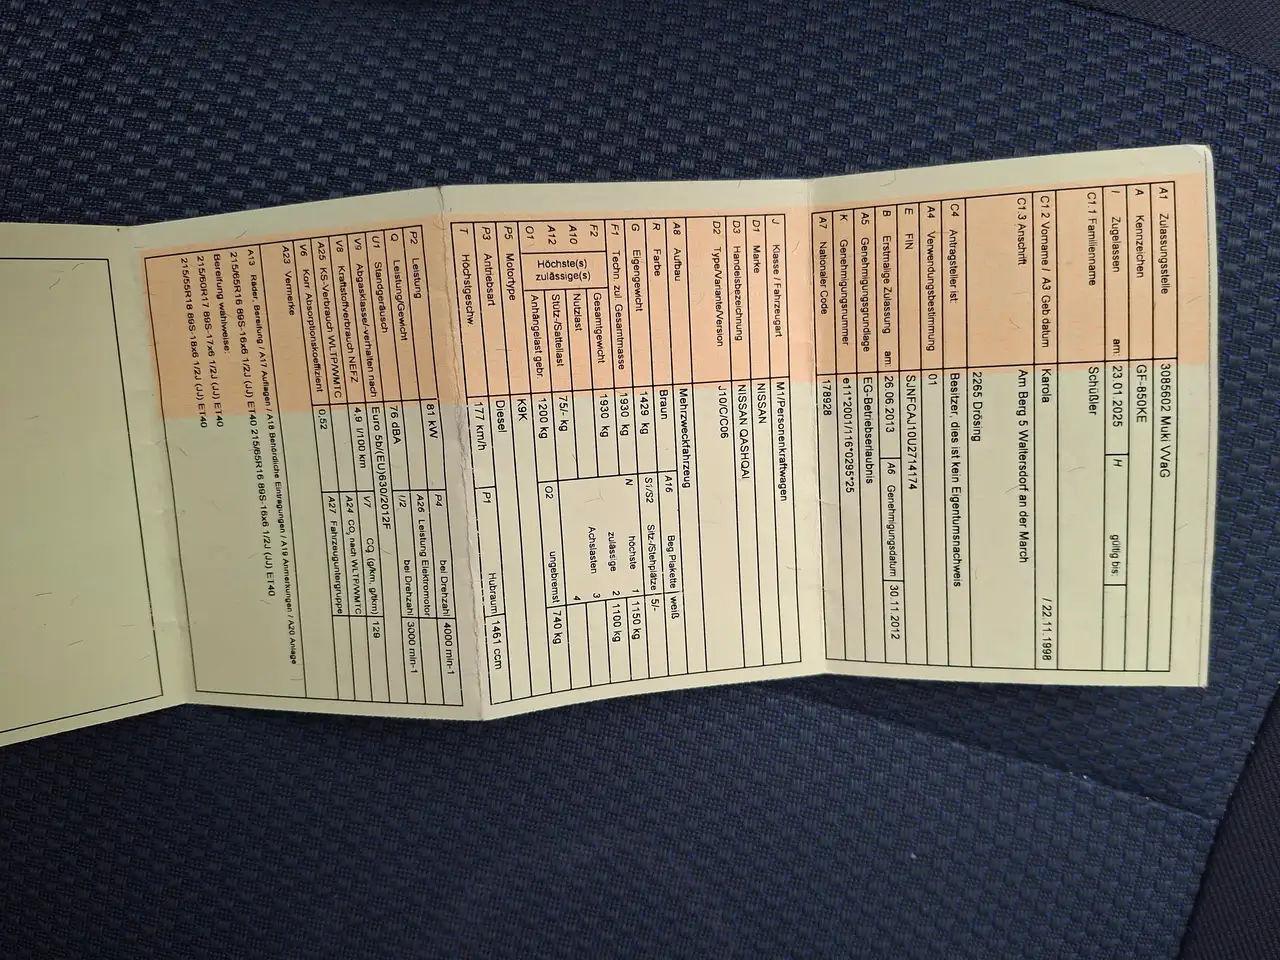 A1 Zulassungsstelle 3085602 Muki VVaG
A Kennzeichen GF-850KE
I Zugelassen am: 23.01.2025 H gültig bis:
C1.1 Familienname Schüßler
C1.2 Vorname / A3 Geb datum Karola / 22.11.1998
C1.3 Anschrift Am Berg 5 Waltersdorf an der March
2265 Drösing
C4 Antragsteller ist: Besitzer, dies ist kein Eigentumsnachweis
A4 Verwendungsbestimmung 01
E FIN SJNFCAJ10U2714174
B Erstmalige Zulassung am: 26.06.2013 A6 Genehmigungsdatum 30.11.2012
A5 Genehmigungsgrundlage EG-Betriebserlaubnis
K Genehmigungsnummer e11*2001/116*0295*25
A7 Nationaler Code 178928
J Klasse / Fahrzeugart M1/Personenkraftwagen
D1 Marke NISSAN
D3 Handelsbezeichnung NISSAN QASHQAI
D2 Type/Variante/Version J10/C/C06
A8 Aufbau Mehrzweckfahrzeug
R Farbe Braun A16 Beg.Plakette weiß
G Eigengewicht 1429 kg S1/S2 Sitz-/Stehplätze 5/-
F1 Techn zul Gesamtmasse 1930 kg N höchste zulässige Achslasten 1 1150 kg
F2 Höchste(s) zulässige(s) Gesamtgewicht 1930 kg 2 1100 kg
A10 Nutzlast 3
A12 Stütz-/Sattellast 75/- kg 4
O1 Anhängelast gebr. 1200 kg O2 ungebremst 740 kg
P5 Motortype K9K
P3 Antriebsart Diesel P1 Hubraum 1461 ccm
T Höchstgeschw. 177 km/h
P2 Leistung 81 kW P4 bei Drehzahl 4000 min-1
Q Leistung/Gewicht A26 Leistung Elektromotor
U1 Standgeräusch 76 dBA U2 bei Drehzahl 3000 min-1
V9 Abgasklasse/-verhalten nach Euro 5b/(EU)630/2012F
V8 Kraftstoffverbrauch NEFZ 4,9 l/100 km V7 CO₂ (g/km, g/tkm) 129
A25 KS-Verbrauch WLTP/WMTC A24 CO₂ nach WLTP/WMTC
V6 Korr Absorptionskoeffizient 0,52 A27 Fahrzeuguntergruppe
A23 Vermerke
A13 Räder, Bereifung / A17 Auflagen / A18 Behördliche Eintragungen / A19 Anmerkungen / A20 Anlage
215/65R16 89S-16x6 1/2J (JJ) ET40 215/65R16 89S-16x6 1/2J (JJ) ET40
Bereifung wahlweise:
215/60R17 89S-17x6 1/2J (JJ) ET40
215/55R18 89S-18x6 1/2J (JJ) ET40